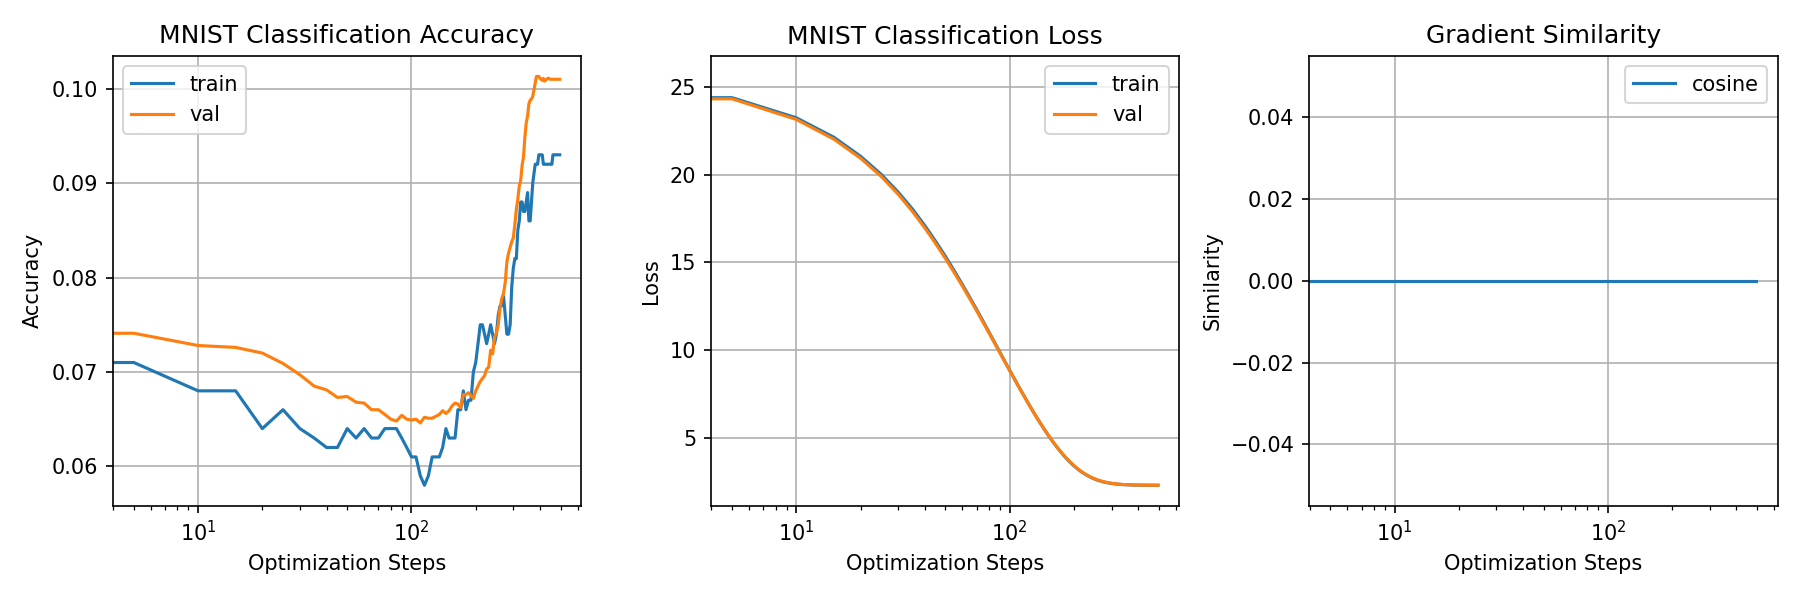 MNIST Classification Accuracy
train
val
0.10
0.09
0.08
0.07
0.06
Accuracy
10¹
10²
Optimization Steps
MNIST Classification Loss
train
val
25
20
15
10
5
Loss
10¹
10²
Optimization Steps
Gradient Similarity
cosine
0.04
0.02
0.00
−0.02
−0.04
Similarity
10¹
10²
Optimization Steps